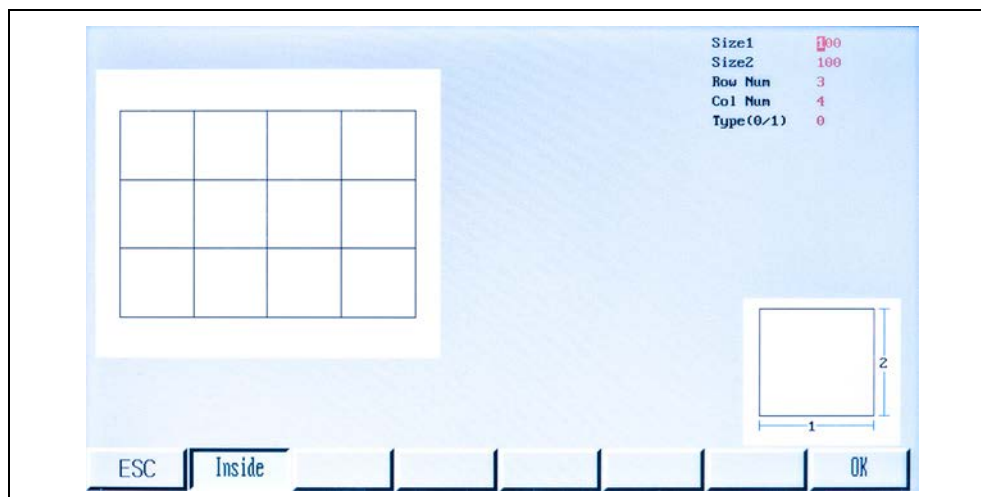 Size1 100
Size2 100
Row Num 3
Col Num 4
Type(0/1) 0
2
1
ESC Inside OK